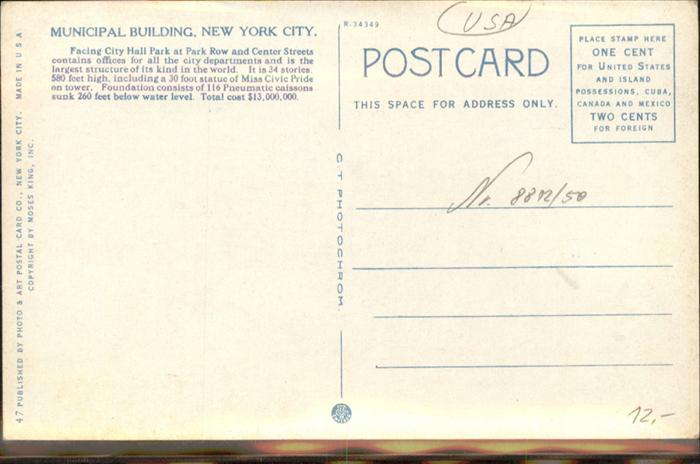 MUNICIPAL BUILDING, NEW YORK CITY.
Facing City Hall Park at Park Row and Center Streets
contains offices for all the city departments and is the
largest structure of its kind in the world. It is 34 stories.
580 feet high, including a 30 foot statue of Miss Civic Pride
on tower. Foundation consists of 116 Pneumatic caissons
sunk 260 feet below water level. Total cost $13,000,000.
47 PUBLISHED BY PHOTO & ART POSTAL CARD CO., NEW YORK CITY. MADE IN U S A
COPYRIGHT BY MOSES KING, INC.
R-34349
C T PHOTOCHROM.
USA
POST CARD
THIS SPACE FOR ADDRESS ONLY.
PLACE STAMP HERE
ONE CENT
FOR UNITED STATES
AND ISLAND
POSSESSIONS, CUBA,
CANADA AND MEXICO
TWO CENTS
FOR FOREIGN
Nr. 8812/50
12,-